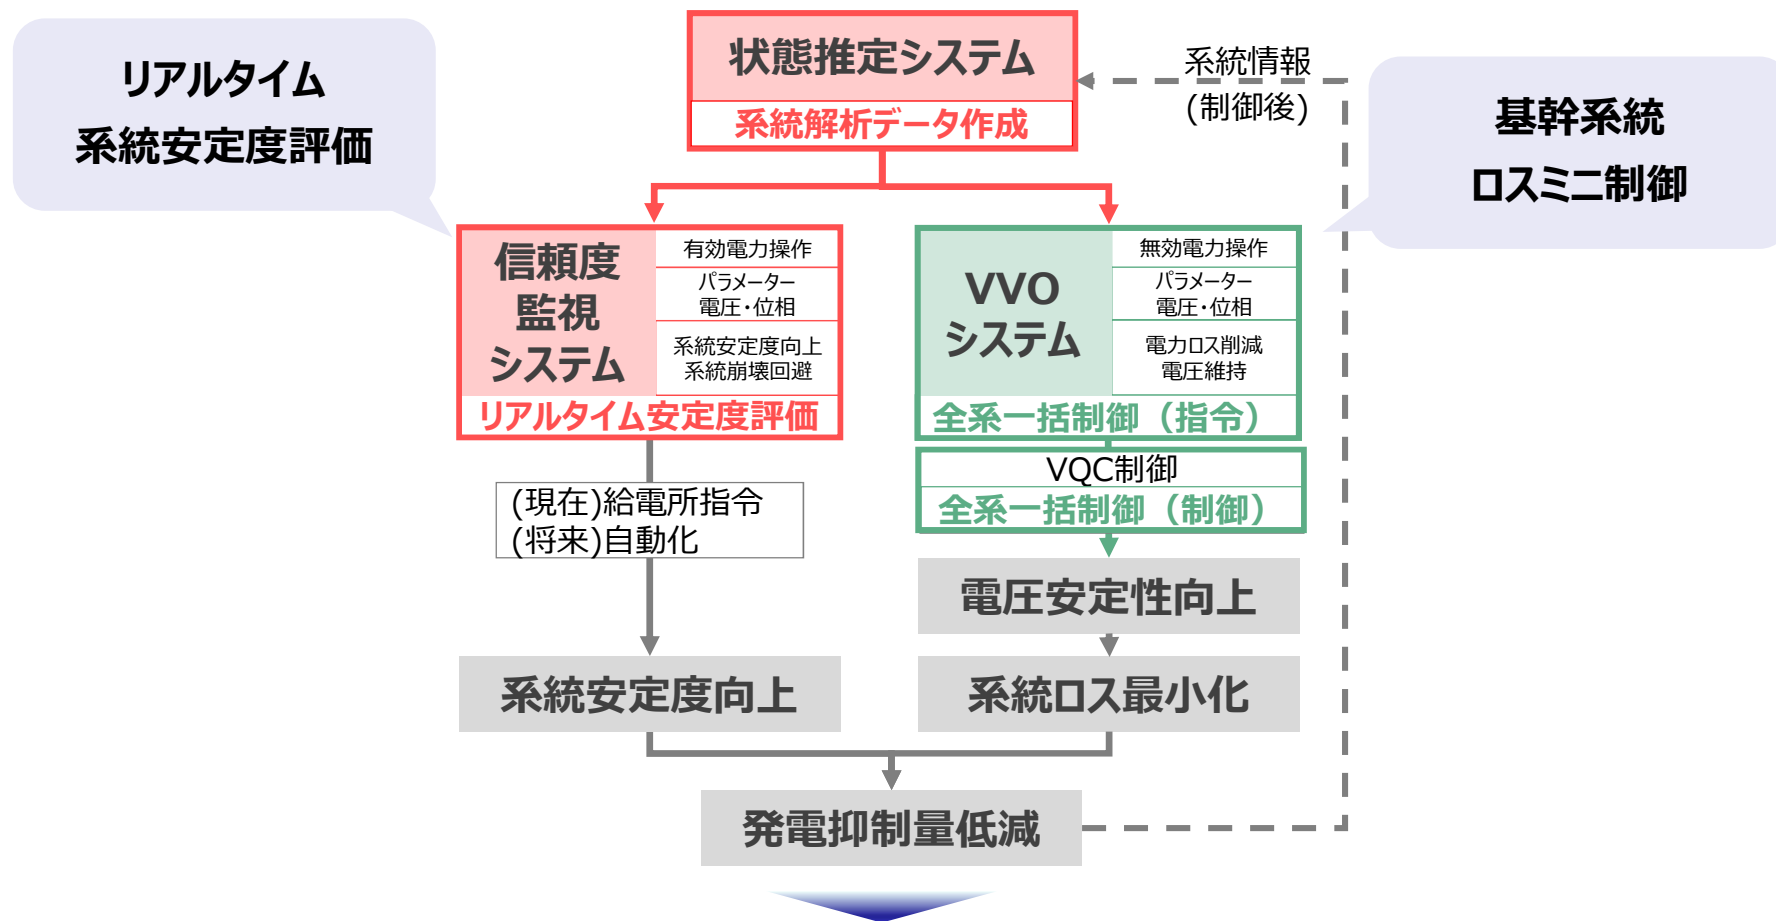 リアルタイム
系統安定度評価
状態推定システム
系統解析データ作成
系統情報
(制御後)
基幹系統
ロスミニ制御
信頼度
監視
システム
有効電力操作
パラメーター
電圧・位相
系統安定度向上
系統崩壊回避
リアルタイム安定度評価
VVO
システム
無効電力操作
パラメーター
電圧・位相
電力ロス削減
電圧維持
全系一括制御（指令）
VQC制御
全系一括制御（制御）
(現在)給電所指令
(将来)自動化
電圧安定性向上
系統安定度向上
系統ロス最小化
発電抑制量低減